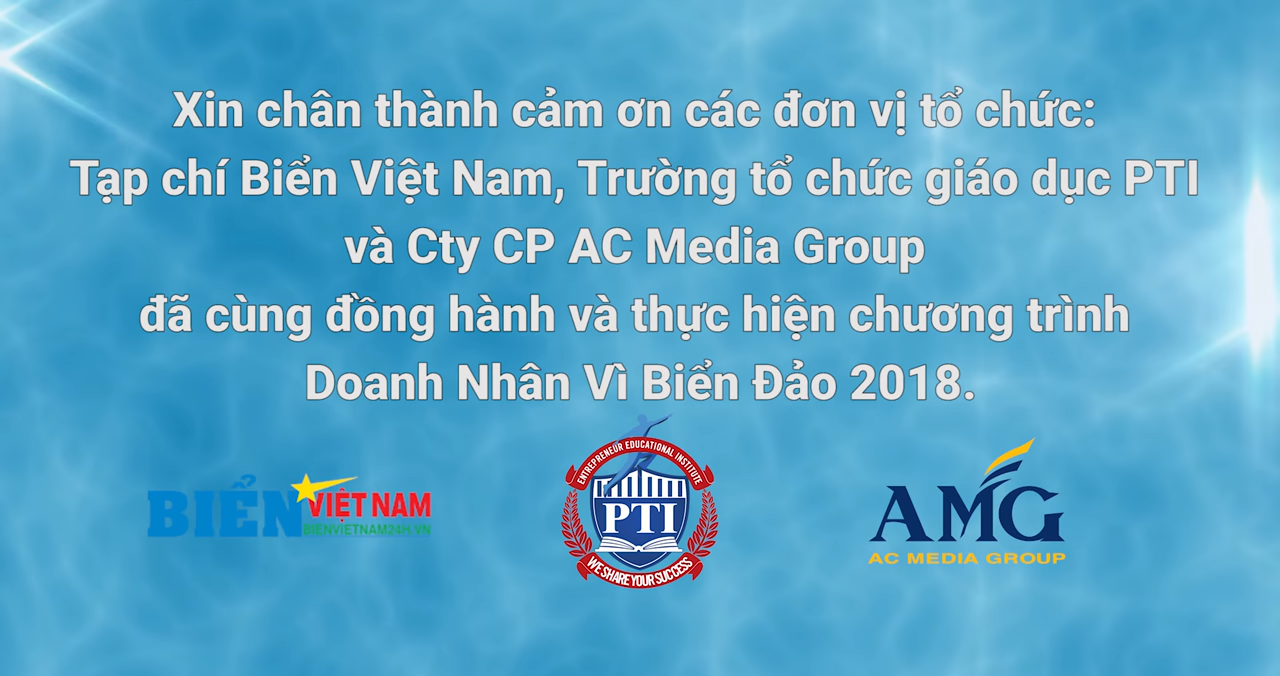 Xin chân thành cảm ơn các đơn vị tổ chức:
Tạp chí Biển Việt Nam, Trường tổ chức giáo dục PTI
và Cty CP AC Media Group
đã cùng đồng hành và thực hiện chương trình
Doanh Nhân Vì Biển Đảo 2018.
BIỂN VIỆT NAM
BIENVIETNAM24H.VN
ENTREPRENEUR EDUCATIONAL INSTITUTE
PTI
WE SHARE YOUR SUCCESS
AMG
AC MEDIA GROUP